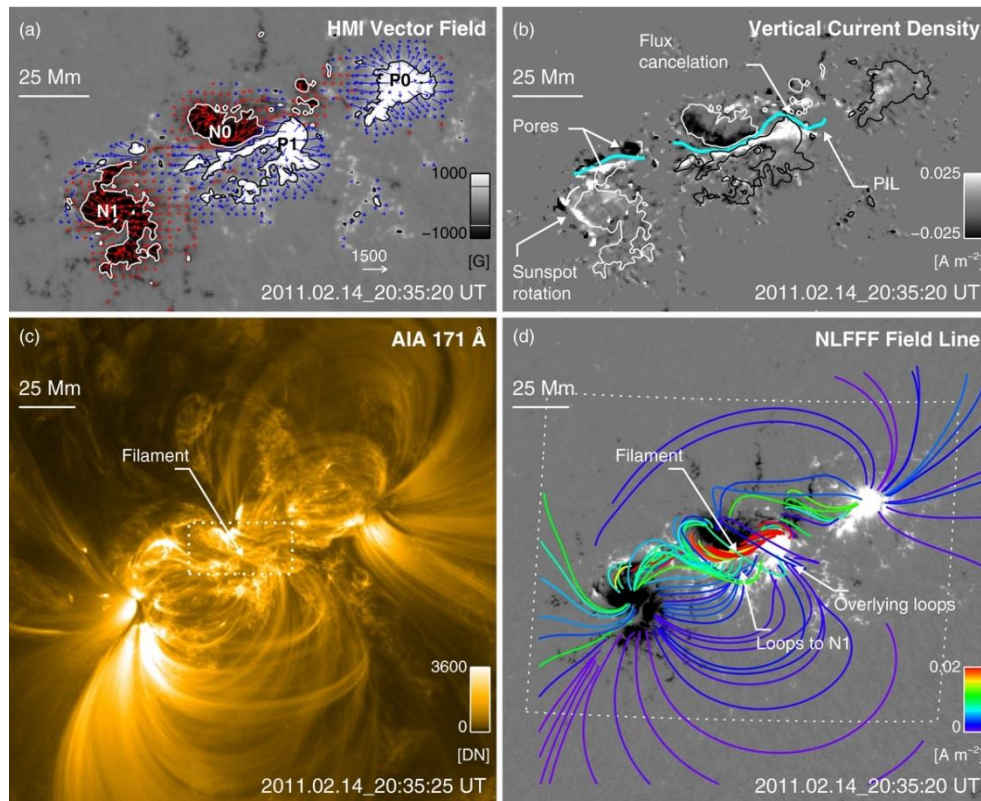 (a)
HMI Vector Field
25 Mm
P0
N0
P1
N1
1000
−1000
[G]
1500
2011.02.14_20:35:20 UT
(b)
Vertical Current Density
25 Mm
Flux
cancelation
Pores
PIL
Sunspot
rotation
0.025
−0.025
[A m⁻²]
2011.02.14_20:35:20 UT
(c)
AIA 171 Å
25 Mm
Filament
3600
0
[DN]
2011.02.14_20:35:25 UT
(d)
NLFFF Field Line
25 Mm
Filament
Overlying loops
Loops to N1
0.02
0
[A m⁻²]
2011.02.14_20:35:20 UT